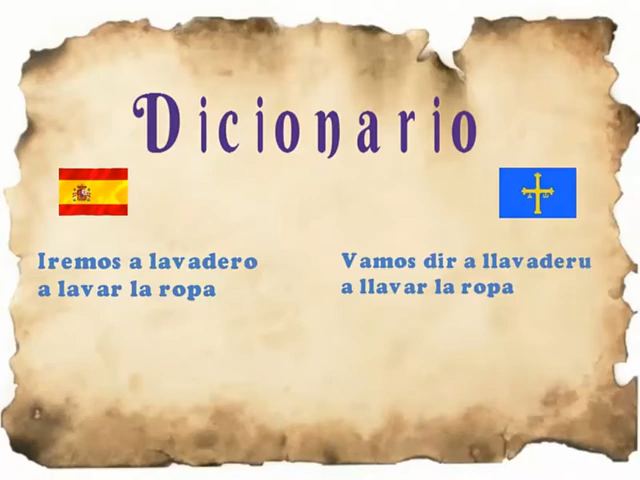 Dicionario
Iremos a lavadero
a lavar la ropa
Vamos dir a llavaderu
a llavar la ropa